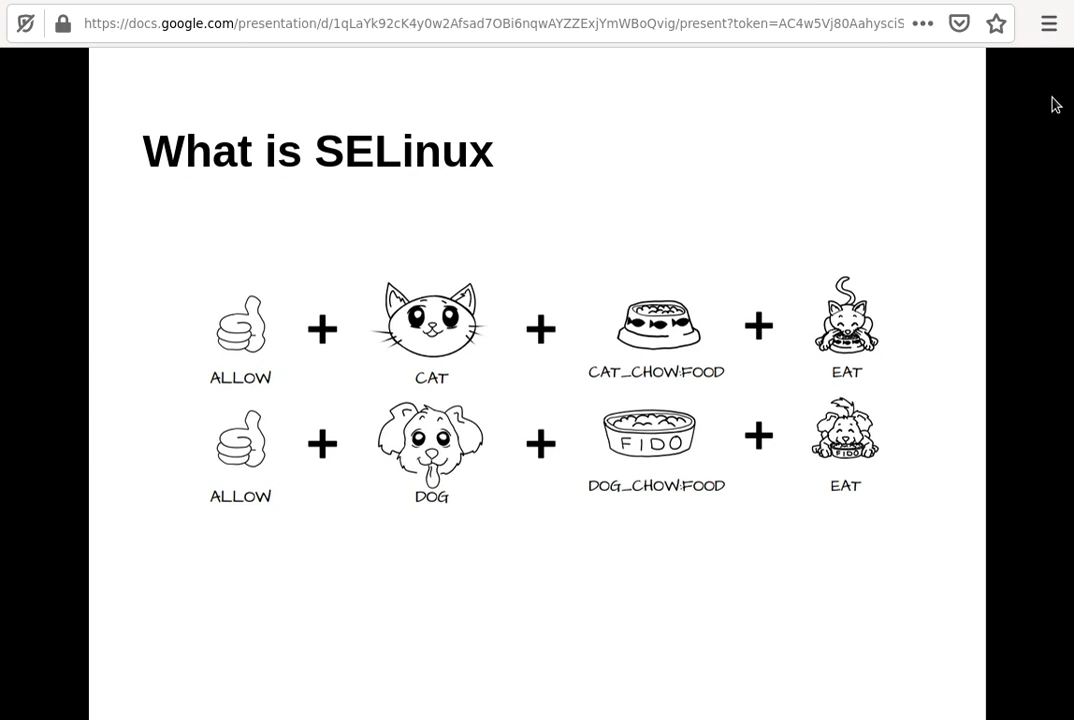 https://docs.google.com/presentation/d/1qLaYk92cK4y0w2Afsad7OBi6nqwAYZZExjYmWBoQvig/present?token=AC4w5Vj80AahysciS
What is SELinux
ALLOW + CAT + CAT_CHOW:FOOD + EAT
FIDO FIDO
ALLOW + DOG + DOG_CHOW:FOOD + EAT